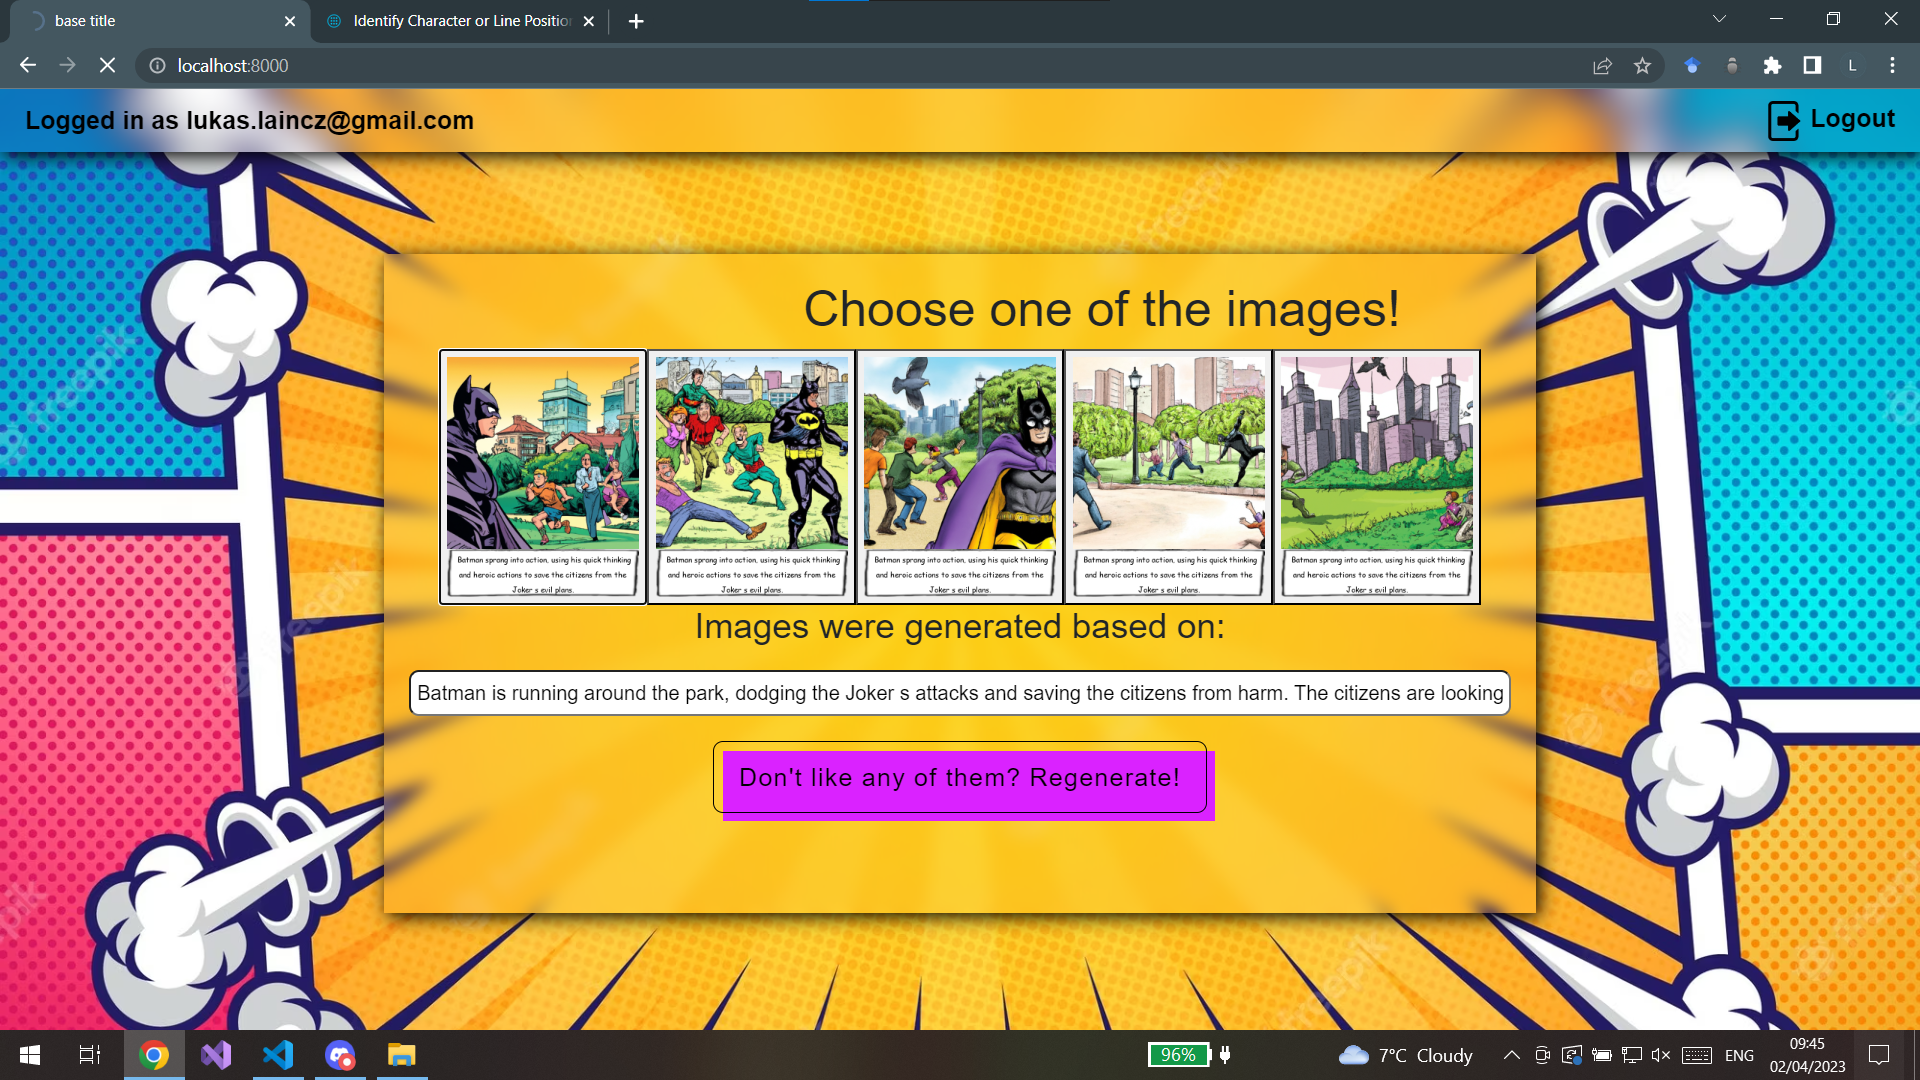 base title
Identify Character or Line Positio
localhost:8000
L
Logged in as lukas.laincz@gmail.com
Logout
Choose one of the images!
Batman sprang into action, using his quick thinking
and heroic actions to save the citizens from the
Joker s evil plans.
Batman sprang into action, using his quick thinking
and heroic actions to save the citizens from the
Joker s evil plans.
Batman sprang into action, using his quick thinking
and heroic actions to save the citizens from the
Joker s evil plans.
Batman sprang into action, using his quick thinking
and heroic actions to save the citizens from the
Joker s evil plans.
Batman sprang into action, using his quick thinking
and heroic actions to save the citizens from the
Joker s evil plans.
Images were generated based on:
Batman is running around the park, dodging the Joker s attacks and saving the citizens from harm. The citizens are looking
Don't like any of them? Regenerate!
freepik
96%
7°C Cloudy
ENG
09:45
02/04/2023